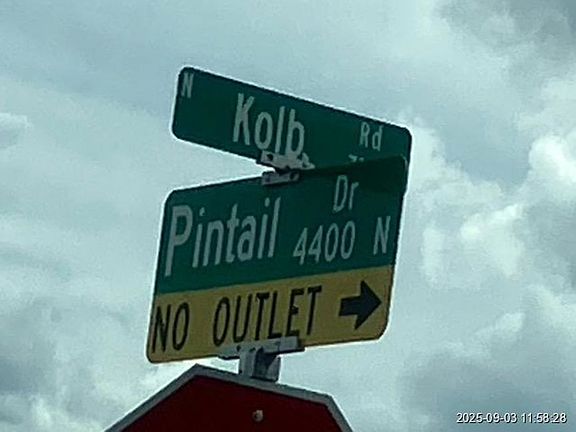 N Kolb Rd
Pintail Dr
4400 N
NO OUTLET
2025-09-03 11:58:28